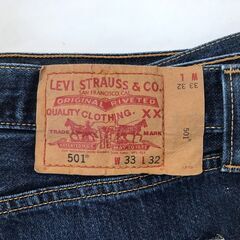 LEVI STRAUSS & CO.
SAN FRANCISCO, CAL.
ORIGINAL RIVETED
QUALITY CLOTHING. XX
TRADE MARK
501® W 33 L 32
W L
33 32
501®